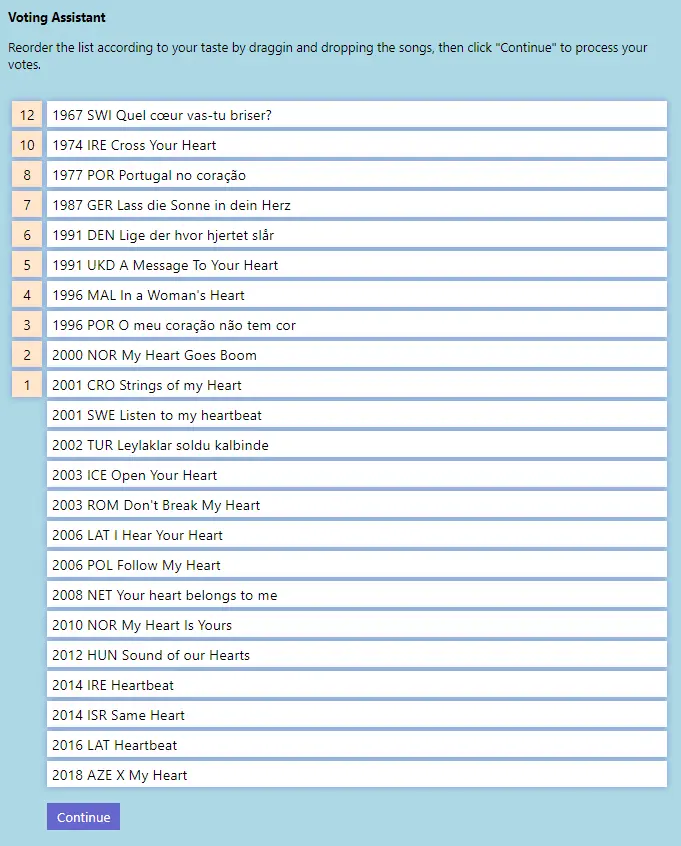 Voting Assistant
Reorder the list according to your taste by draggin and dropping the songs, then click "Continue" to process your
votes.
12 1967 SWI Quel cœur vas-tu briser?
10 1974 IRE Cross Your Heart
8 1977 POR Portugal no coração
7 1987 GER Lass die Sonne in dein Herz
6 1991 DEN Lige der hvor hjertet slår
5 1991 UKD A Message To Your Heart
4 1996 MAL In a Woman's Heart
3 1996 POR O meu coração não tem cor
2 2000 NOR My Heart Goes Boom
1 2001 CRO Strings of my Heart
2001 SWE Listen to my heartbeat
2002 TUR Leylaklar soldu kalbinde
2003 ICE Open Your Heart
2003 ROM Don't Break My Heart
2006 LAT I Hear Your Heart
2006 POL Follow My Heart
2008 NET Your heart belongs to me
2010 NOR My Heart Is Yours
2012 HUN Sound of our Hearts
2014 IRE Heartbeat
2014 ISR Same Heart
2016 LAT Heartbeat
2018 AZE X My Heart
Continue